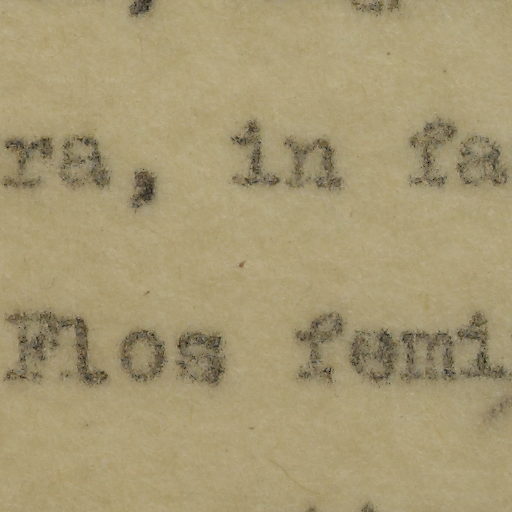 ra, in fa
Flos femi